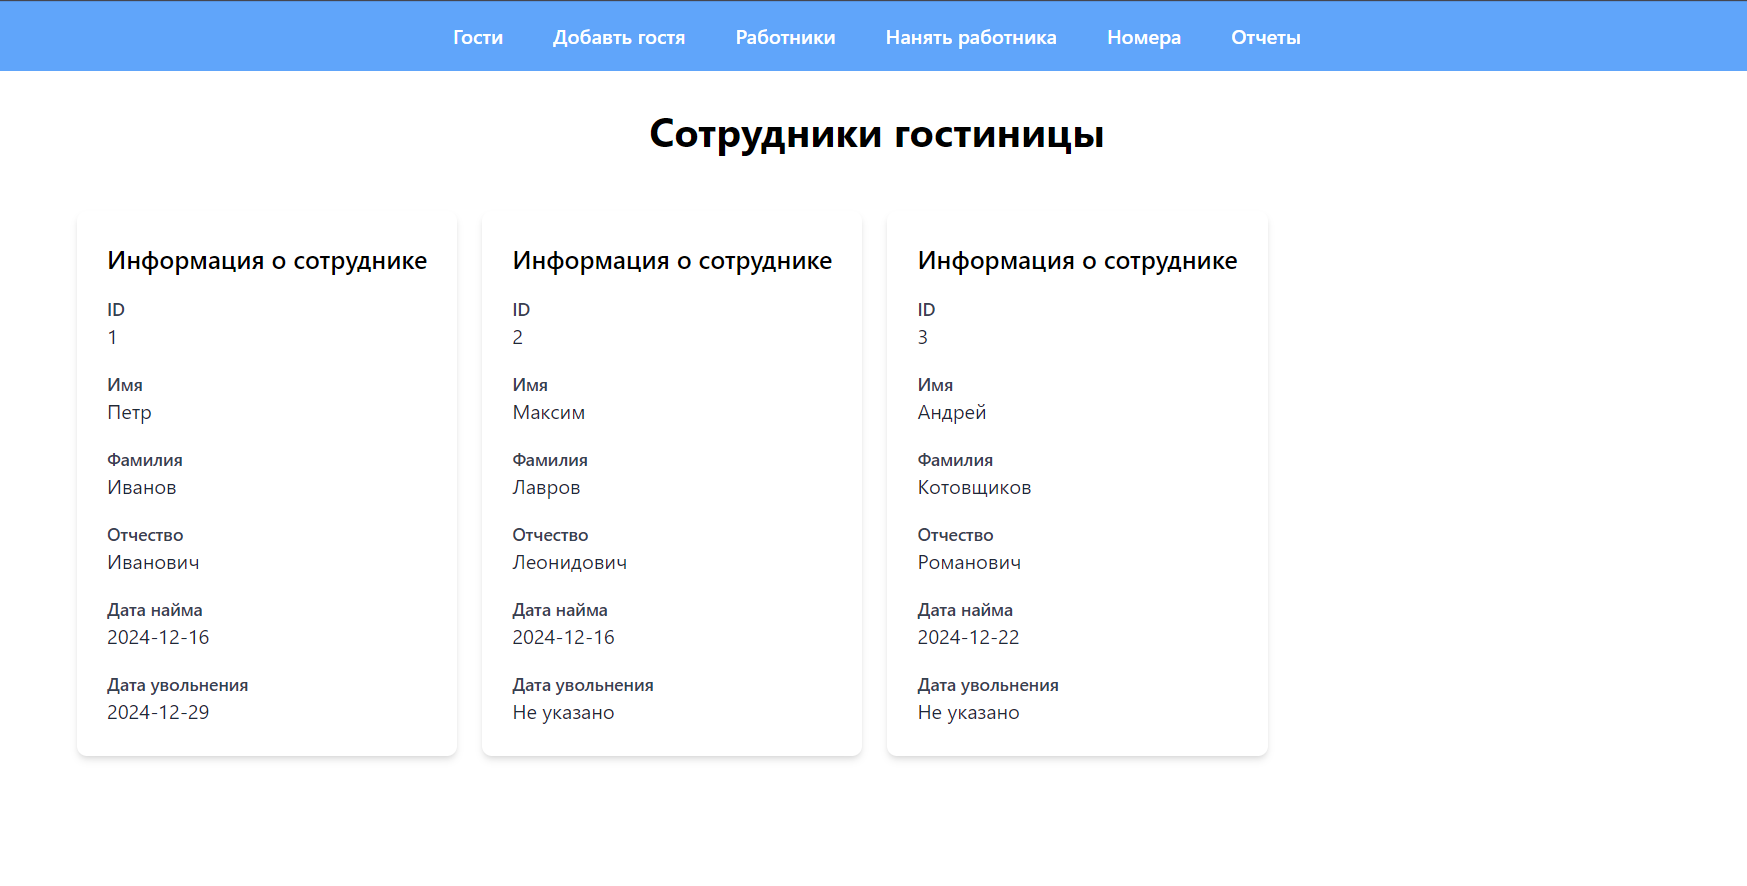 Гости Добавть гостя Работники Нанять работника Номера Отчеты
Сотрудники гостиницы
Информация о сотруднике
ID
1
Имя
Петр
Фамилия
Иванов
Отчество
Иванович
Дата найма
2024-12-16
Дата увольнения
2024-12-29
Информация о сотруднике
ID
2
Имя
Максим
Фамилия
Лавров
Отчество
Леонидович
Дата найма
2024-12-16
Дата увольнения
Не указано
Информация о сотруднике
ID
3
Имя
Андрей
Фамилия
Котовщиков
Отчество
Романович
Дата найма
2024-12-22
Дата увольнения
Не указано